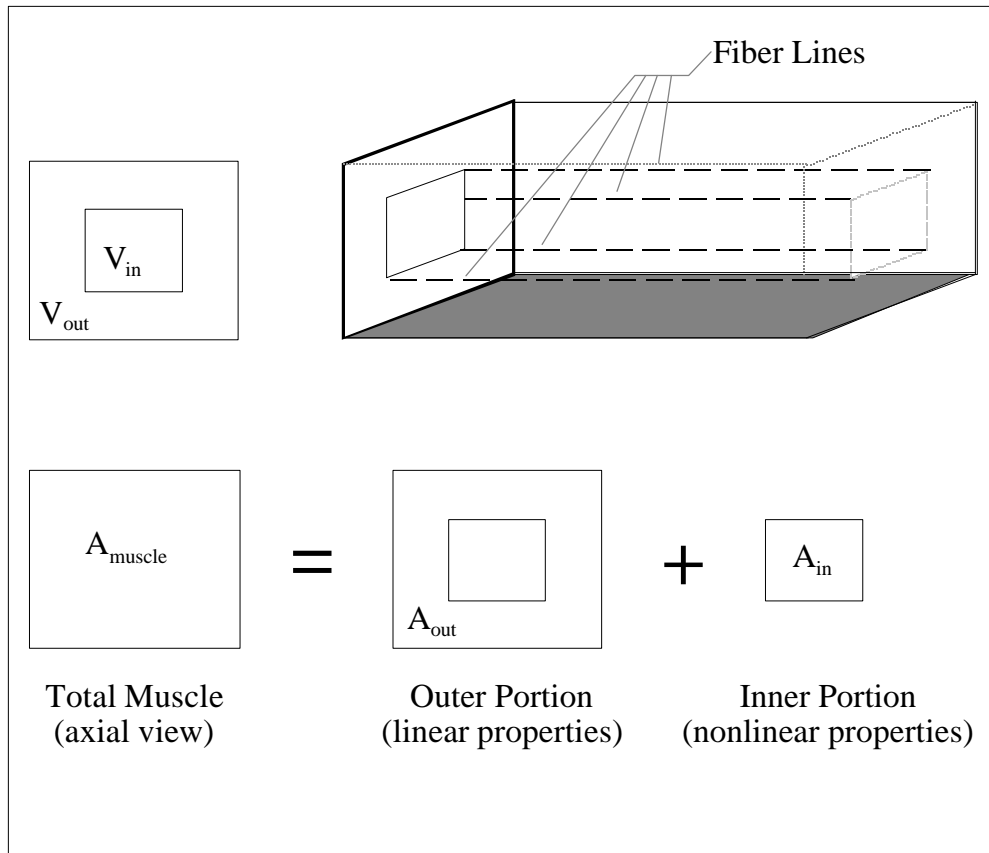 Fiber Lines
V_in
V_out
A_muscle
=
A_out
+
A_in
Total Muscle
(axial view)
Outer Portion
(linear properties)
Inner Portion
(nonlinear properties)